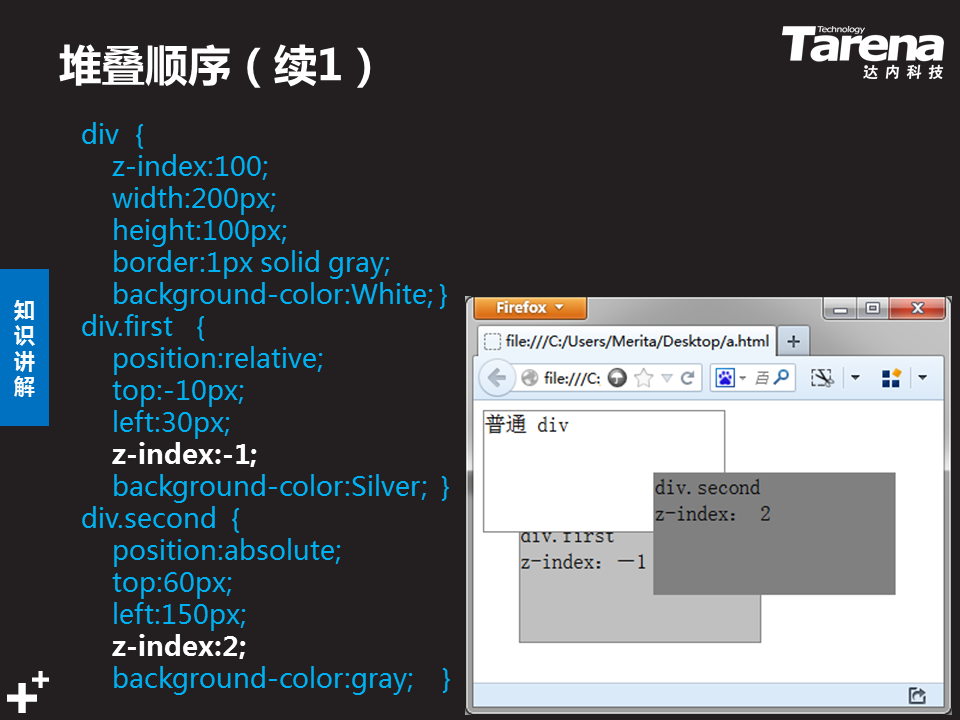 堆叠顺序（续1）
Technology
Tarena
达内科技
div {
z-index:100;
width:200px;
height:100px;
border:1px solid gray;
background-color:White; }
div.first {
position:relative;
top:-10px;
left:30px;
z-index:-1;
background-color:Silver; }
div.second {
position:absolute;
top:60px;
left:150px;
z-index:2;
background-color:gray; }
知识讲解
Firefox
file:///C:/Users/Merita/Desktop/a.html
file:///C:
百
普通 div
div.second
z-index： 2
div.first
z-index：－1